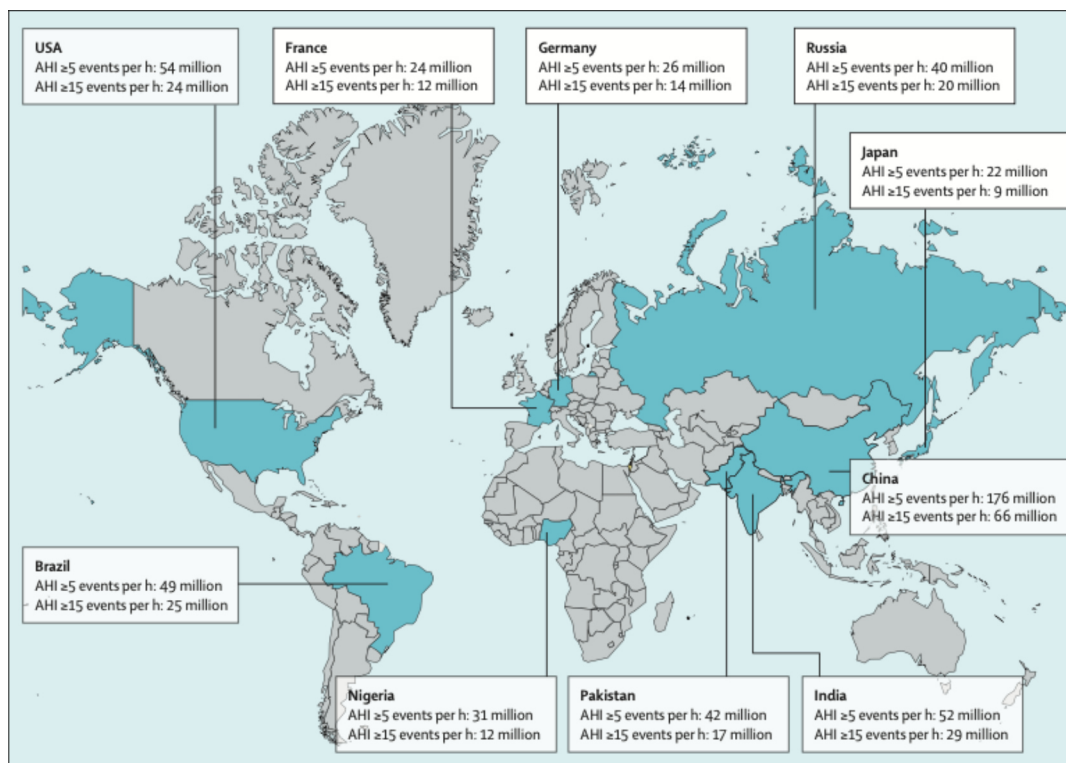 USA
AHI ≥5 events per h: 54 million
AHI ≥15 events per h: 24 million
France
AHI ≥5 events per h: 24 million
AHI ≥15 events per h: 12 million
Germany
AHI ≥5 events per h: 26 million
AHI ≥15 events per h: 14 million
Russia
AHI ≥5 events per h: 40 million
AHI ≥15 events per h: 20 million
Japan
AHI ≥5 events per h: 22 million
AHI ≥15 events per h: 9 million
China
AHI ≥5 events per h: 176 million
AHI ≥15 events per h: 66 million
Brazil
AHI ≥5 events per h: 49 million
AHI ≥15 events per h: 25 million
Nigeria
AHI ≥5 events per h: 31 million
AHI ≥15 events per h: 12 million
Pakistan
AHI ≥5 events per h: 42 million
AHI ≥15 events per h: 17 million
India
AHI ≥5 events per h: 52 million
AHI ≥15 events per h: 29 million